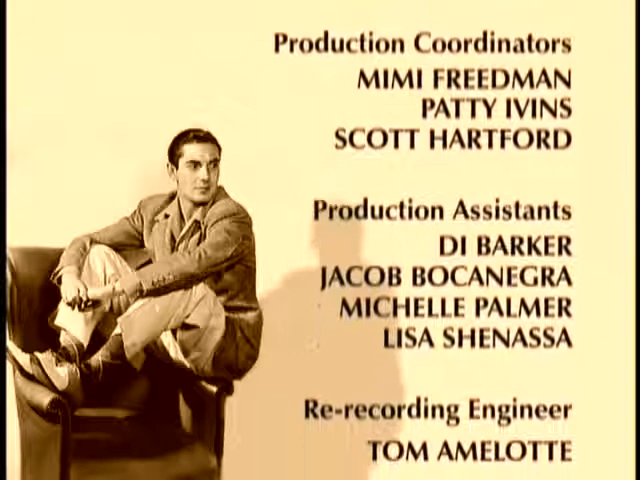 Production Coordinators
MIMI FREEDMAN
PATTY IVINS
SCOTT HARTFORD
Production Assistants
DI BARKER
JACOB BOCANEGRA
MICHELLE PALMER
LISA SHENASSA
Re-recording Engineer
TOM AMELOTTE